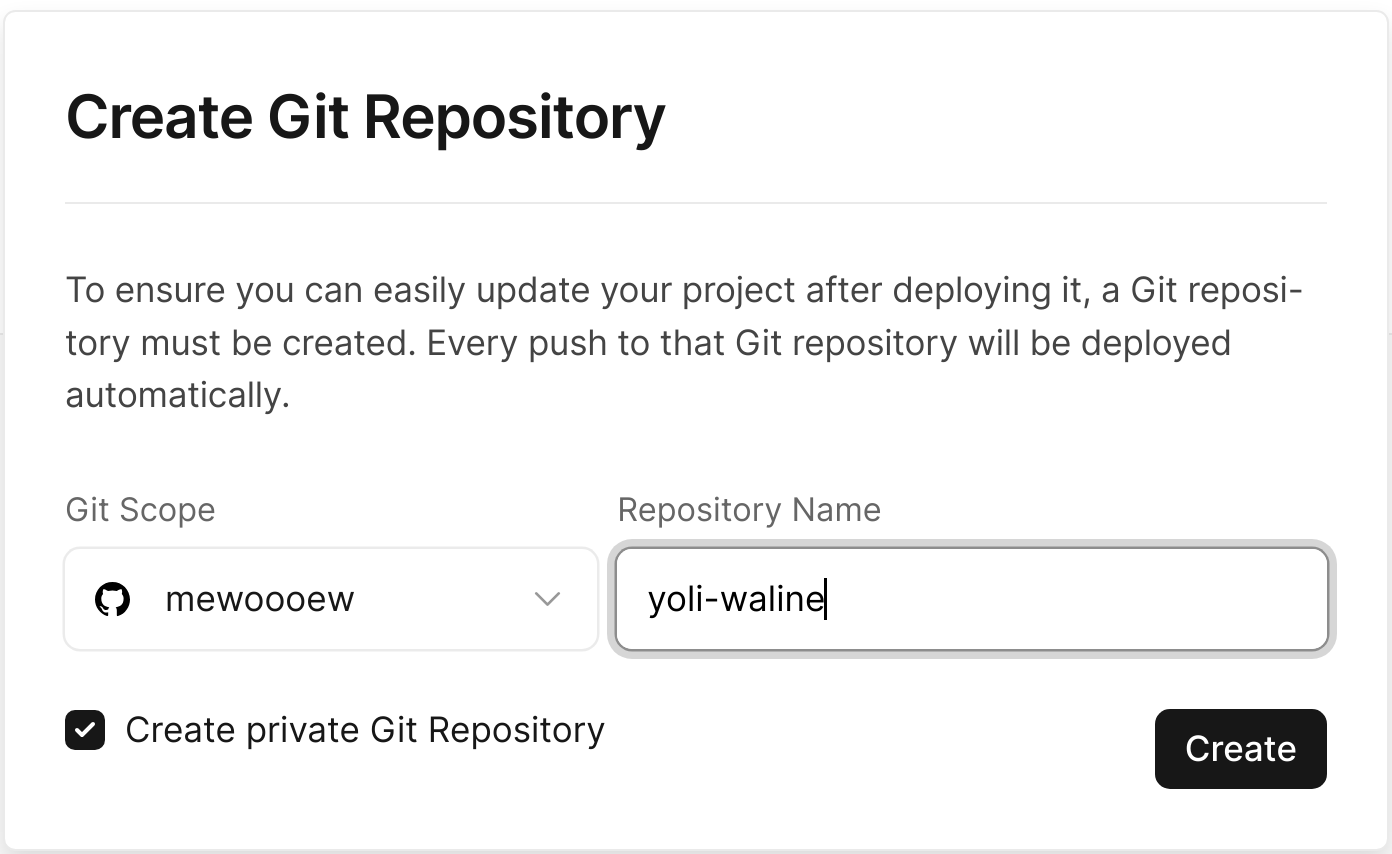 Create Git Repository
To ensure you can easily update your project after deploying it, a Git reposi-
tory must be created. Every push to that Git repository will be deployed
automatically.
Git Scope
Repository Name
mewoooew
yoli-waline
Create private Git Repository
Create